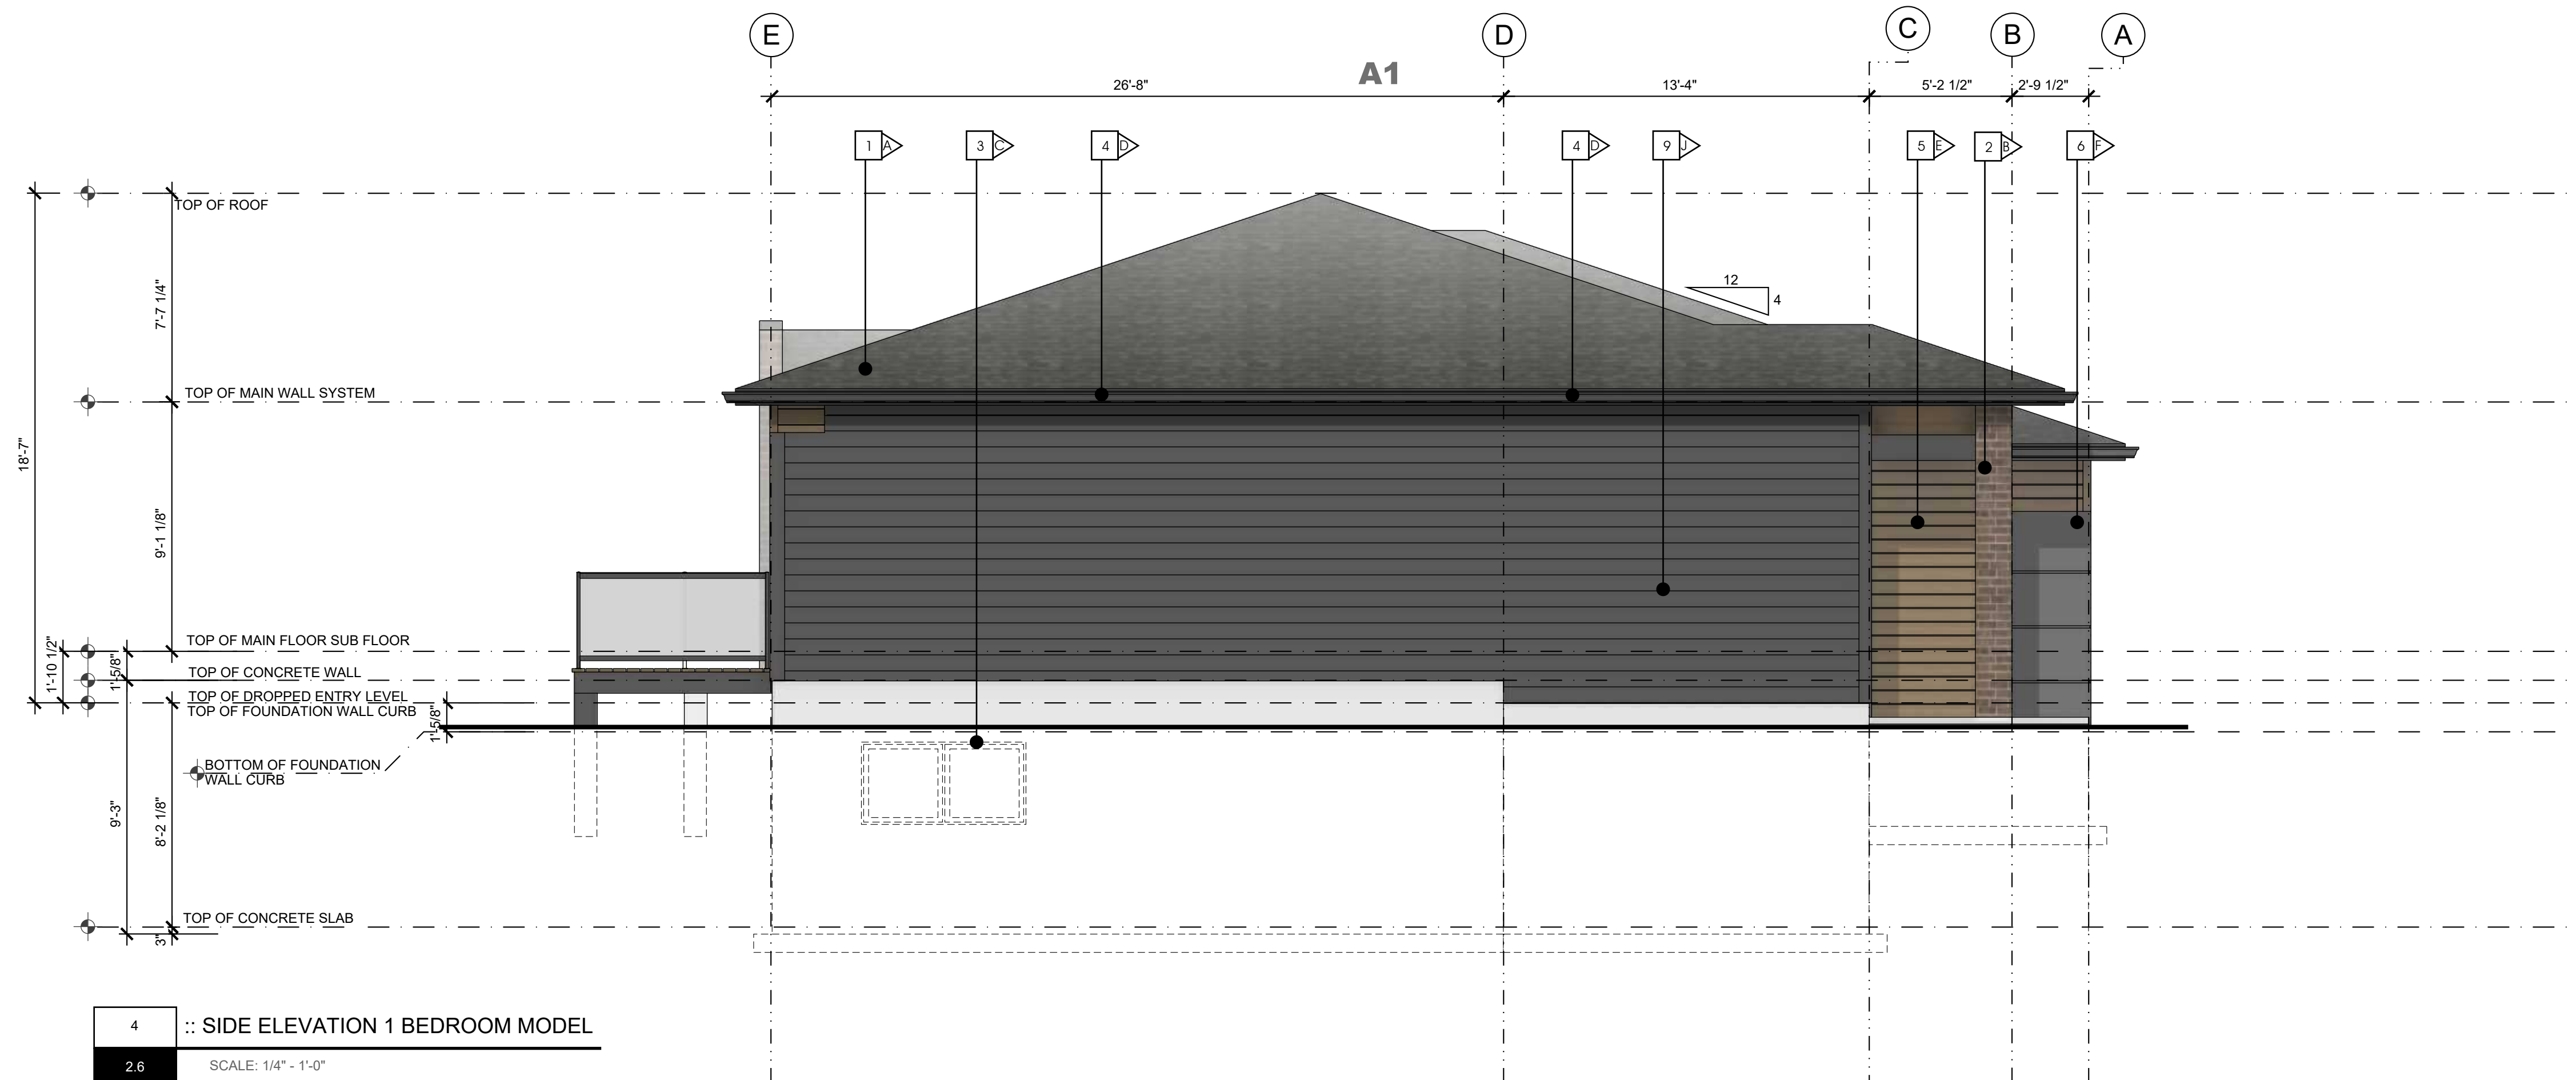 E
D
C
B
A
A1
26'-8"
13'-4"
5'-2 1/2"
2'-9 1/2"
1 A
3 C
4 D
4 D
9 J
5 E
2 B
6 F
TOP OF ROOF
12
4
7'-7 1/4"
TOP OF MAIN WALL SYSTEM
18'-7"
9'-1 1/8"
TOP OF MAIN FLOOR SUB FLOOR
1'-10 1/2"
1'-5/8"
TOP OF CONCRETE WALL
TOP OF DROPPED ENTRY LEVEL
TOP OF FOUNDATION WALL CURB
1'-5/8"
BOTTOM OF FOUNDATION
WALL CURB
9'-3"
8'-2 1/8"
TOP OF CONCRETE SLAB
3"
4
:: SIDE ELEVATION 1 BEDROOM MODEL
2.6
SCALE: 1/4" - 1'-0"